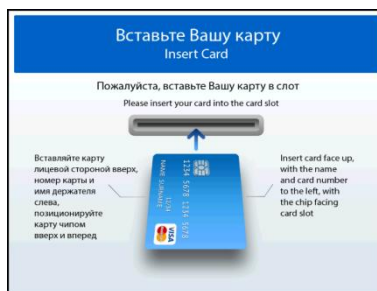 Вставьте Вашу карту
Insert Card
Пожалуйста, вставьте Вашу карту в слот
Please insert your card into the card slot
Вставляйте карту
лицевой стороной вверх,
номер карты и
имя держателя
слева,
позиционируйте
карту чипом
вверх и вперед
1234 5678 1234 5678
12/34
NAME SURNAME
VISA
Insert card face up,
with the name
and card number
to the left, with
the chip facing
card slot